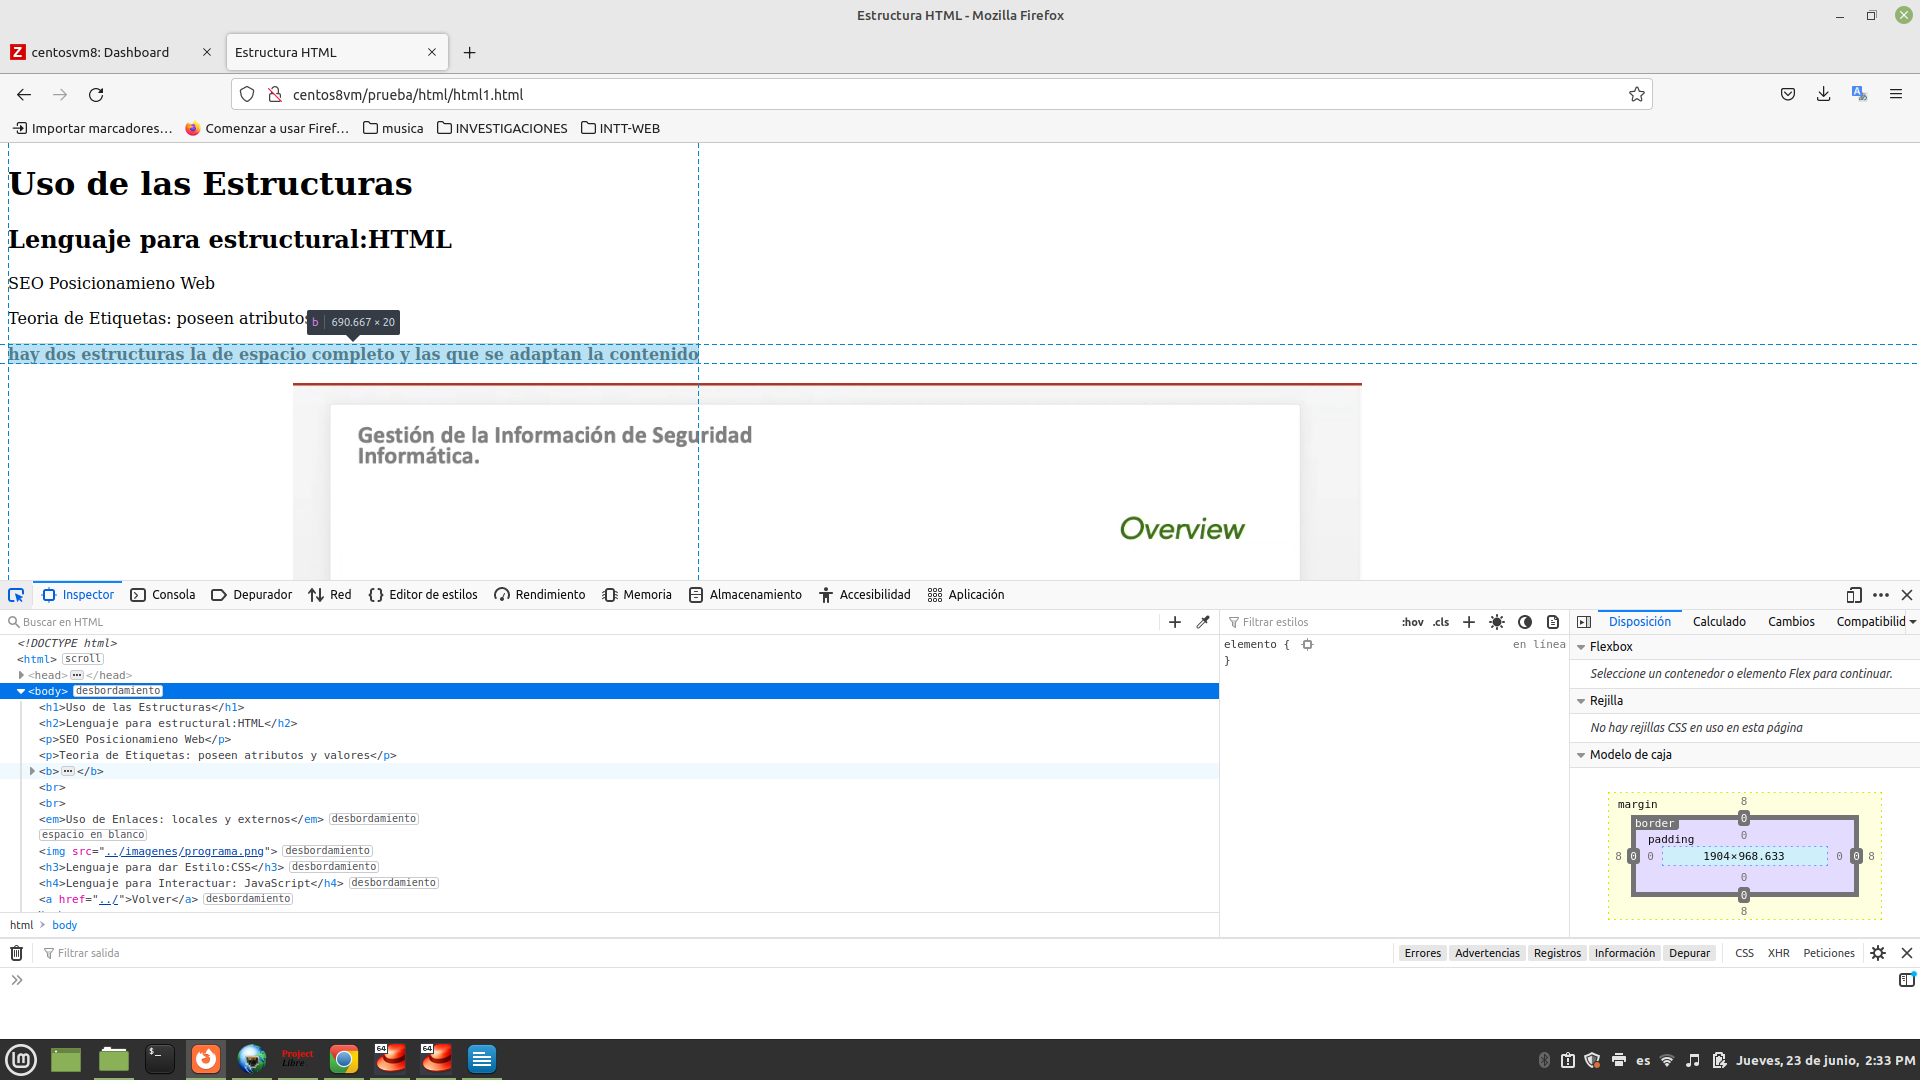 Estructura HTML - Mozilla Firefox
centosvm8: Dashboard
Estructura HTML
centos8vm/prueba/html/html1.html
Importar marcadores… Comenzar a usar Firef… musica INVESTIGACIONES INTT-WEB
Uso de las Estructuras
Lenguaje para estructural:HTML
SEO Posicionamieno Web
Teoria de Etiquetas: poseen atributos
b 690.667 × 20
hay dos estructuras la de espacio completo y las que se adaptan la contenido
Gestión de la Información de Seguridad
Informática.
Overview
Inspector Consola Depurador Red Editor de estilos Rendimiento Memoria Almacenamiento Accesibilidad Aplicación
Buscar en HTML
<!DOCTYPE html>
<html> scroll
<head>…</head>
<body> desbordamiento
<h1>Uso de las Estructuras</h1>
<h2>Lenguaje para estructural:HTML</h2>
<p>SEO Posicionamieno Web</p>
<p>Teoria de Etiquetas: poseen atributos y valores</p>
<b>…</b>
<br>
<br>
<em>Uso de Enlaces: locales y externos</em> desbordamiento
espacio en blanco
<img src="../imagenes/programa.png"> desbordamiento
<h3>Lenguaje para dar Estilo:CSS</h3> desbordamiento
<h4>Lenguaje para Interactuar: JavaScript</h4> desbordamiento
<a href="../">Volver</a> desbordamiento
html > body
Filtrar estilos :hov .cls
elemento { en línea
}
Disposición Calculado Cambios Compatibilid
Flexbox
Seleccione un contenedor o elemento Flex para continuar.
Rejilla
No hay rejillas CSS en uso en esta página
Modelo de caja
margin 8
border 0
padding 0
8 0 0 1904×968.633 0 0 8
0
0
8
Filtrar salida
Errores Advertencias Registros Información Depurar CSS XHR Peticiones
»
Project
Libre
64
64
es
Jueves, 23 de junio, 2:33 PM